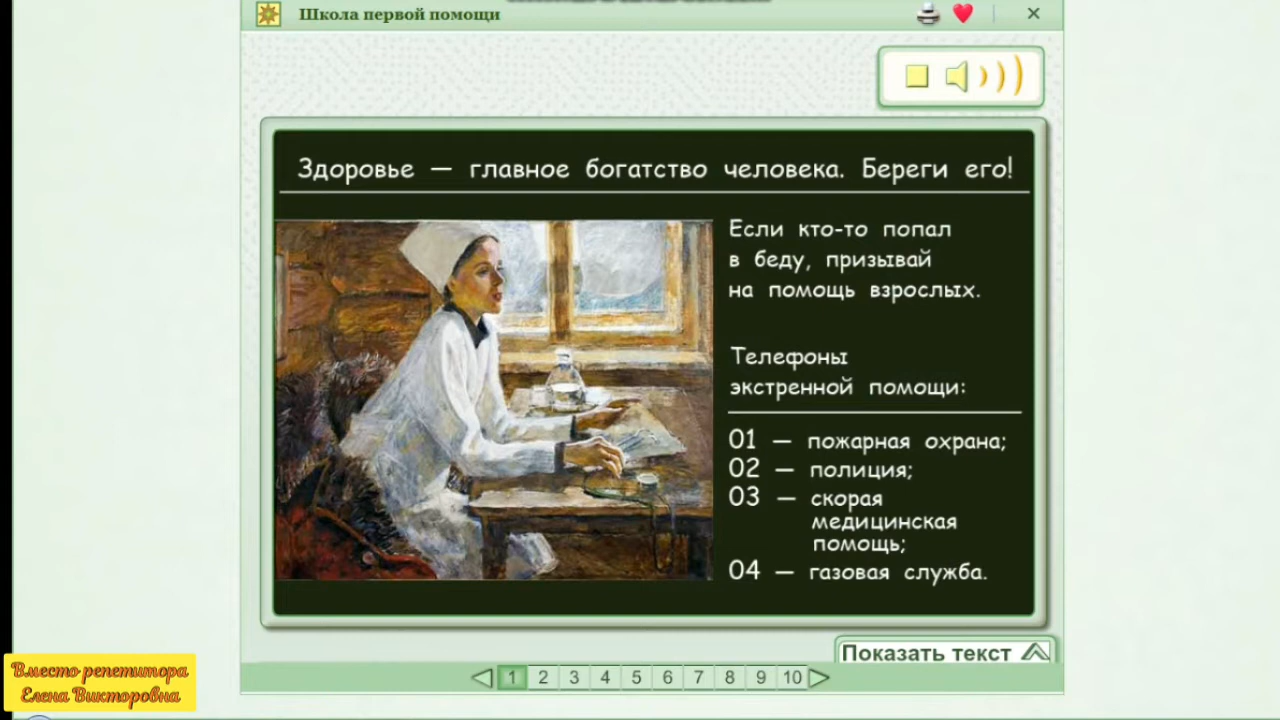 Школа первой помощи
Здоровье — главное богатство человека. Береги его!
Если кто-то попал
в беду, призывай
на помощь взрослых.
Телефоны
экстренной помощи:
01 — пожарная охрана;
02 — полиция;
03 — скорая
медицинская
помощь;
04 — газовая служба.
Показать текст
1 2 3 4 5 6 7 8 9 10
Вместо репетитора
Елена Викторовна